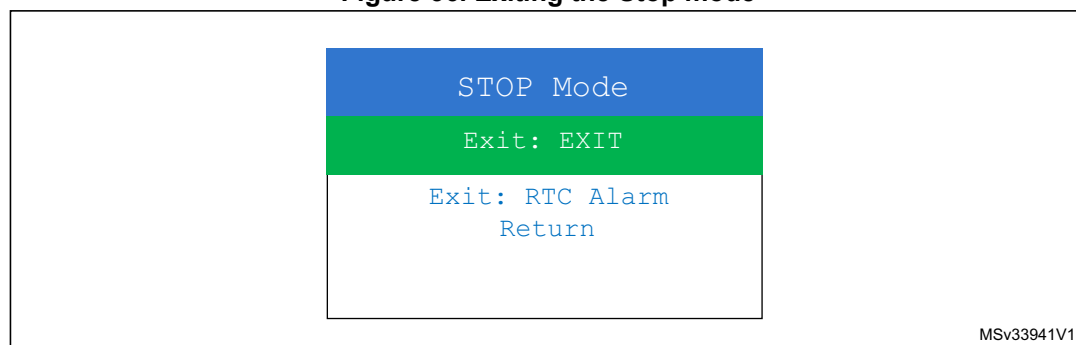 STOP Mode
Exit: EXIT
Exit: RTC Alarm
Return
MSv33941V1